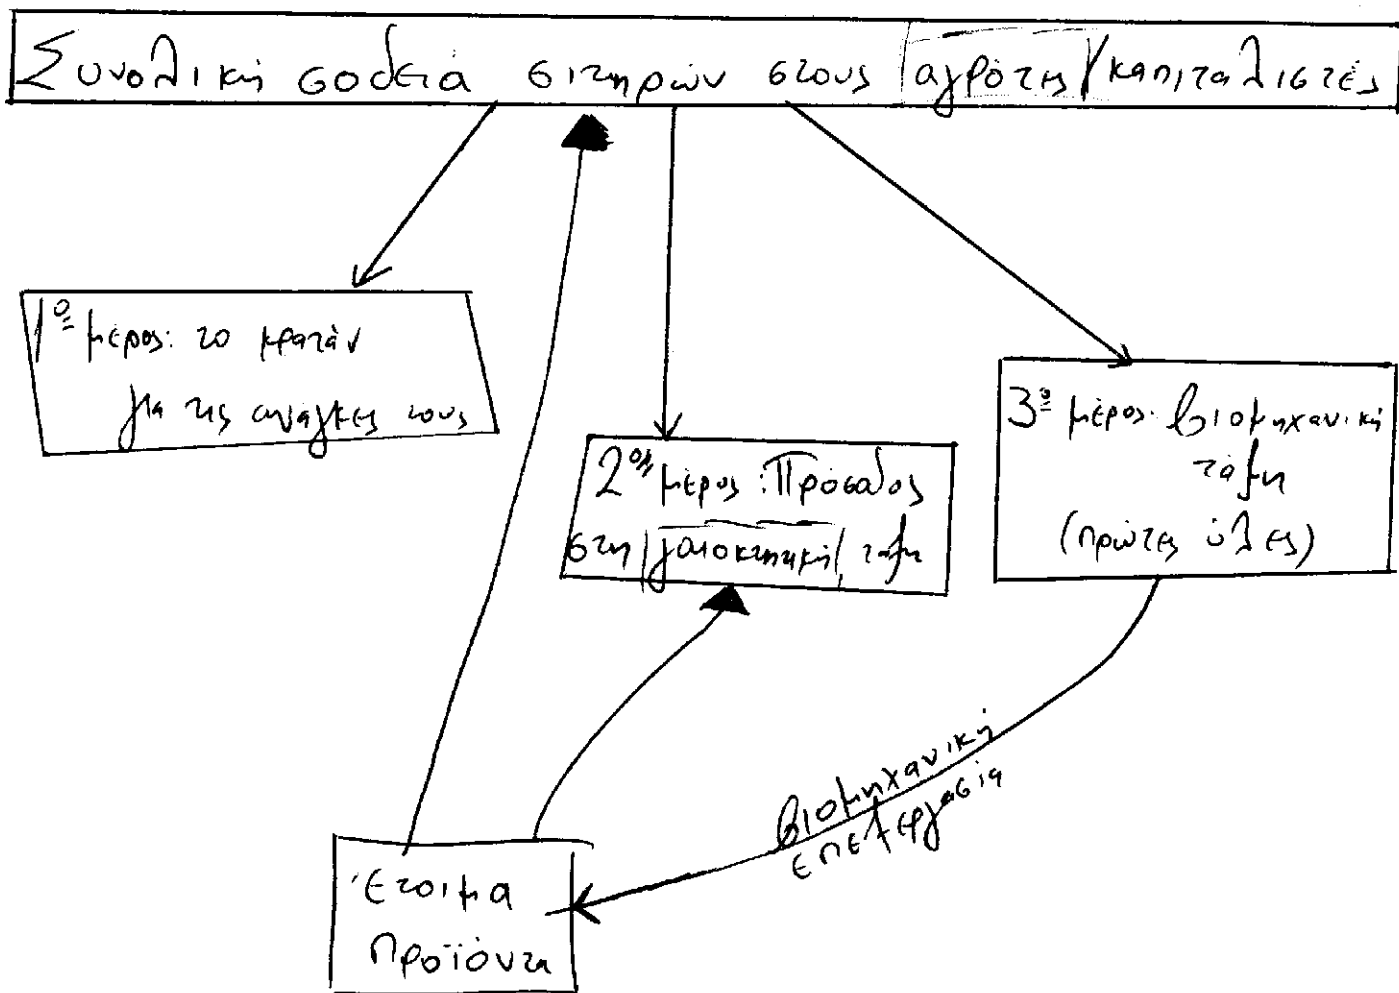 Συνολική σοδειά σιτηρών στους αγρότες/καπιταλιστές
1ο μέρος: το κρατάν
για τις ανάγκες τους
2ο μέρος: Πρόσοδος
στη γαιοκτητική τάξη
3ο μέρος: βιομηχανική
τάξη
(πρώτες ύλες)
βιομηχανική
επεξεργασία
Έτοιμα
Προϊόντα